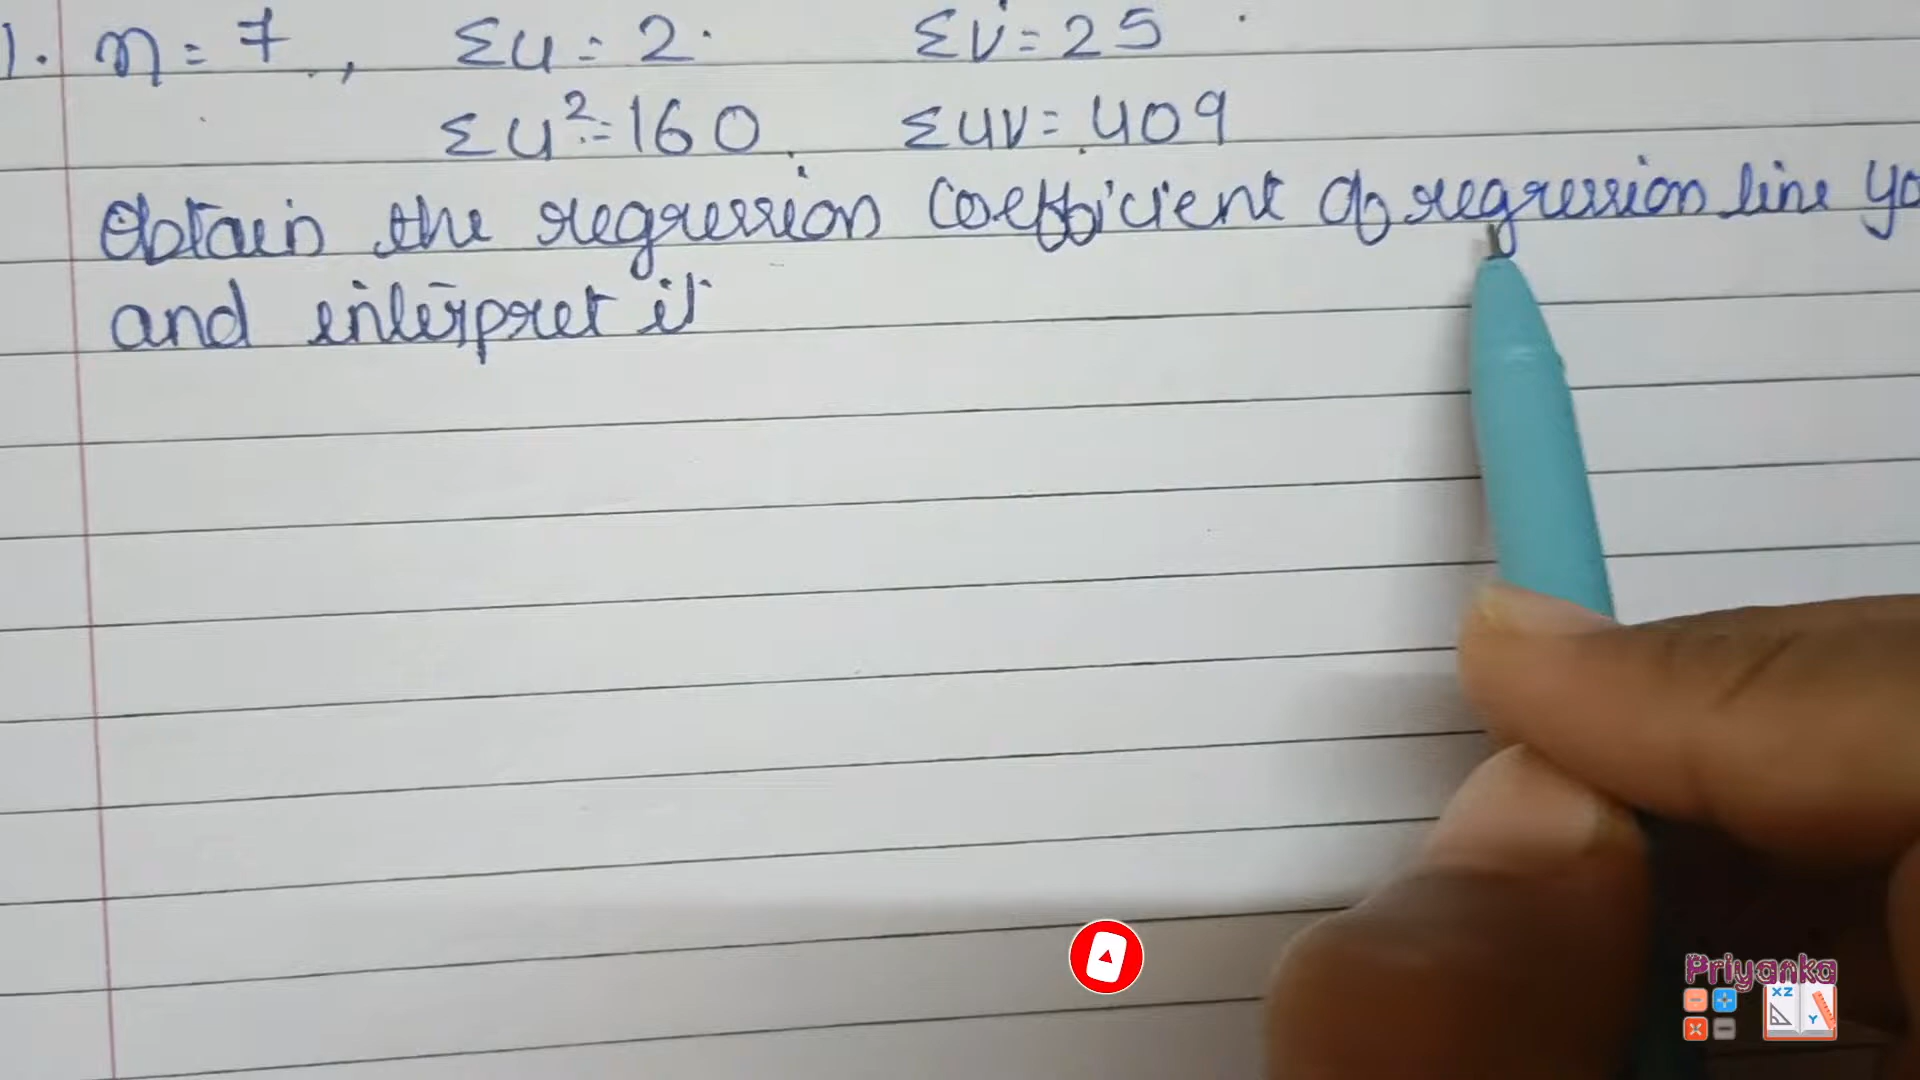 1. n = 7, Σu = 2. Σv = 25
Σu² = 160. Σuv = 409
Obtain the regression coefficient of regression line
and interpret it
Priyanka
XZ
Y